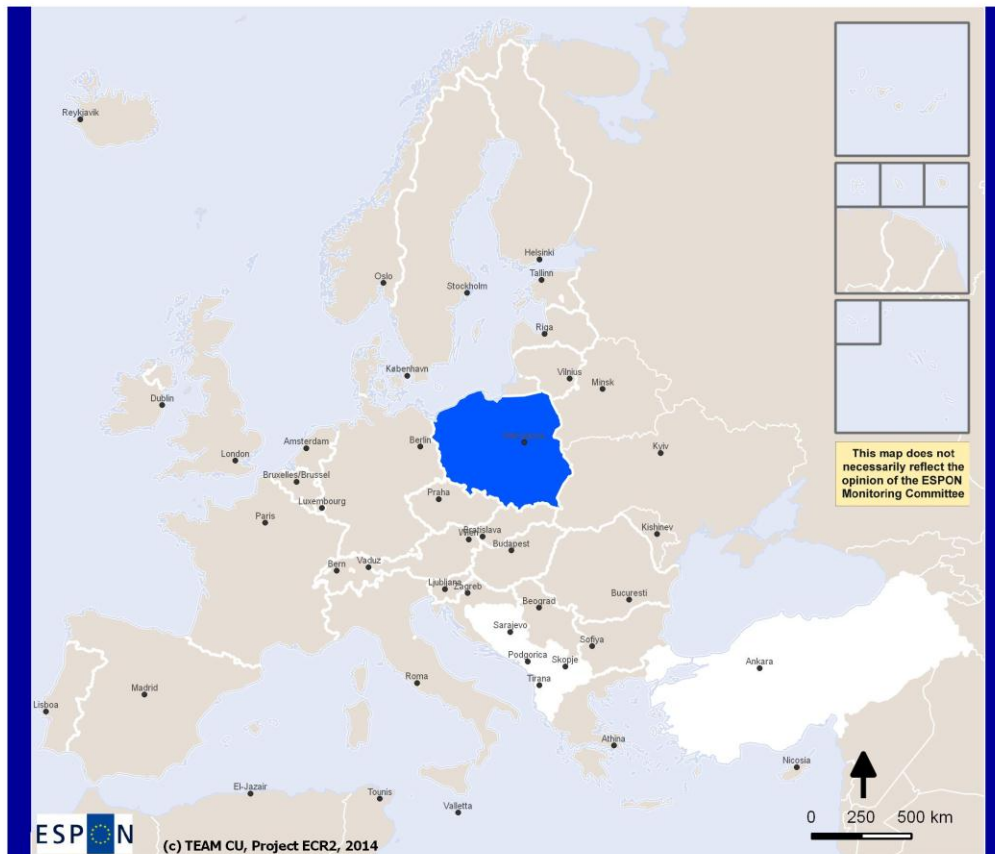 Reykjavik
Helsinki
Tallinn
Oslo
Stockholm
Riga
København
Vilnius
Minsk
Dublin
Amsterdam
Berlin
London
Kyiv
Bruxelles/Brussel
Praha
Luxembourg
Paris
Kishinev
Bratislava
Wien
Budapest
Bern
Vaduz
Ljubljana
Zagreb
Bucuresti
Beograd
Sarajevo
Sofiya
Podgorica
Skopje
Ankara
Tirana
Roma
Madrid
Lisboa
Athina
Nicosia
El-Jazair
Tounis
Valletta
This map does not
necessarily reflect the
opinion of the ESPON
Monitoring Committee
0 250 500 km
ESPON
(c) TEAM CU, Project ECR2, 2014